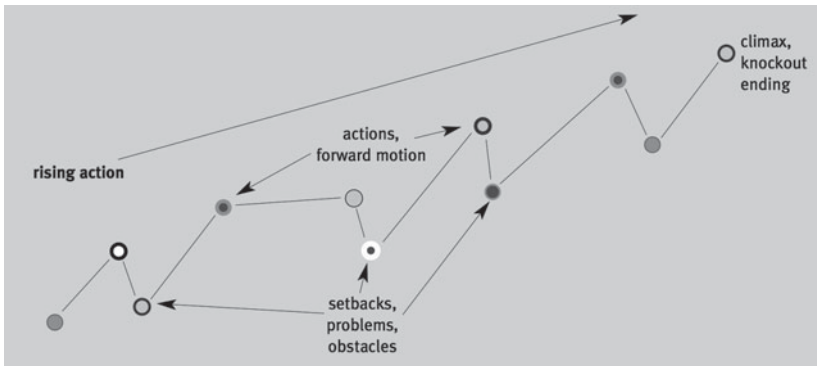 climax,
knockout
ending
actions,
forward motion
rising action
setbacks,
problems,
obstacles